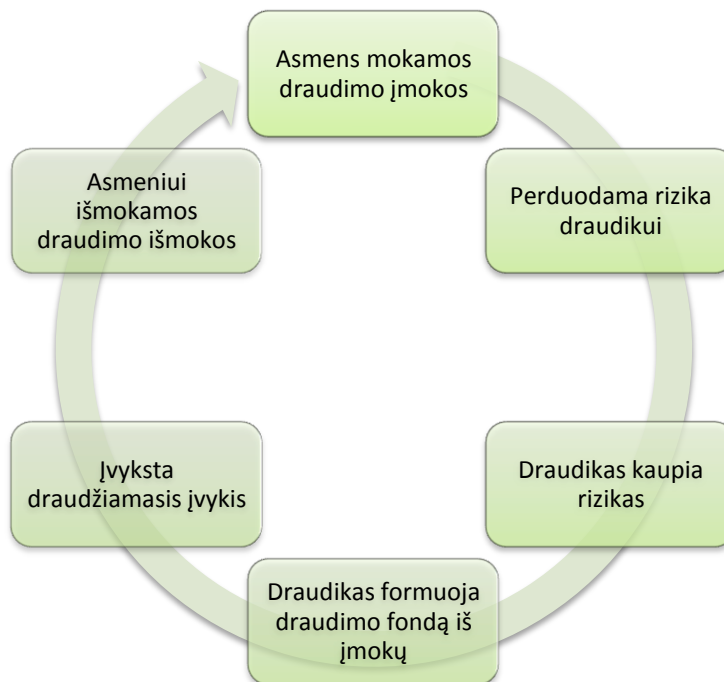 Asmens mokamos
draudimo įmokos
Perduodama rizika
draudikui
Draudikas kaupia
rizikas
Draudikas formuoja
draudimo fondą iš
įmokų
Įvyksta
draudžiamasis įvykis
Asmeniui
išmokamos
draudimo išmokos